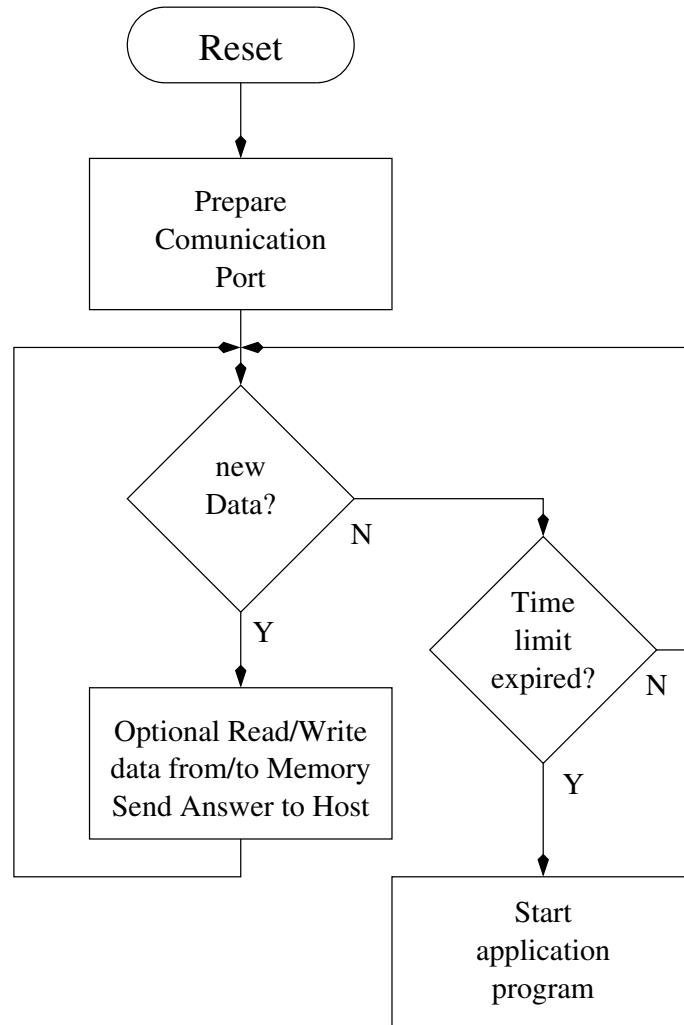 Reset
Prepare
Comunication
Port
new
Data?
N
Y
Time
limit
expired?
N
Y
Optional Read/Write
data from/to Memory
Send Answer to Host
Start
application
program